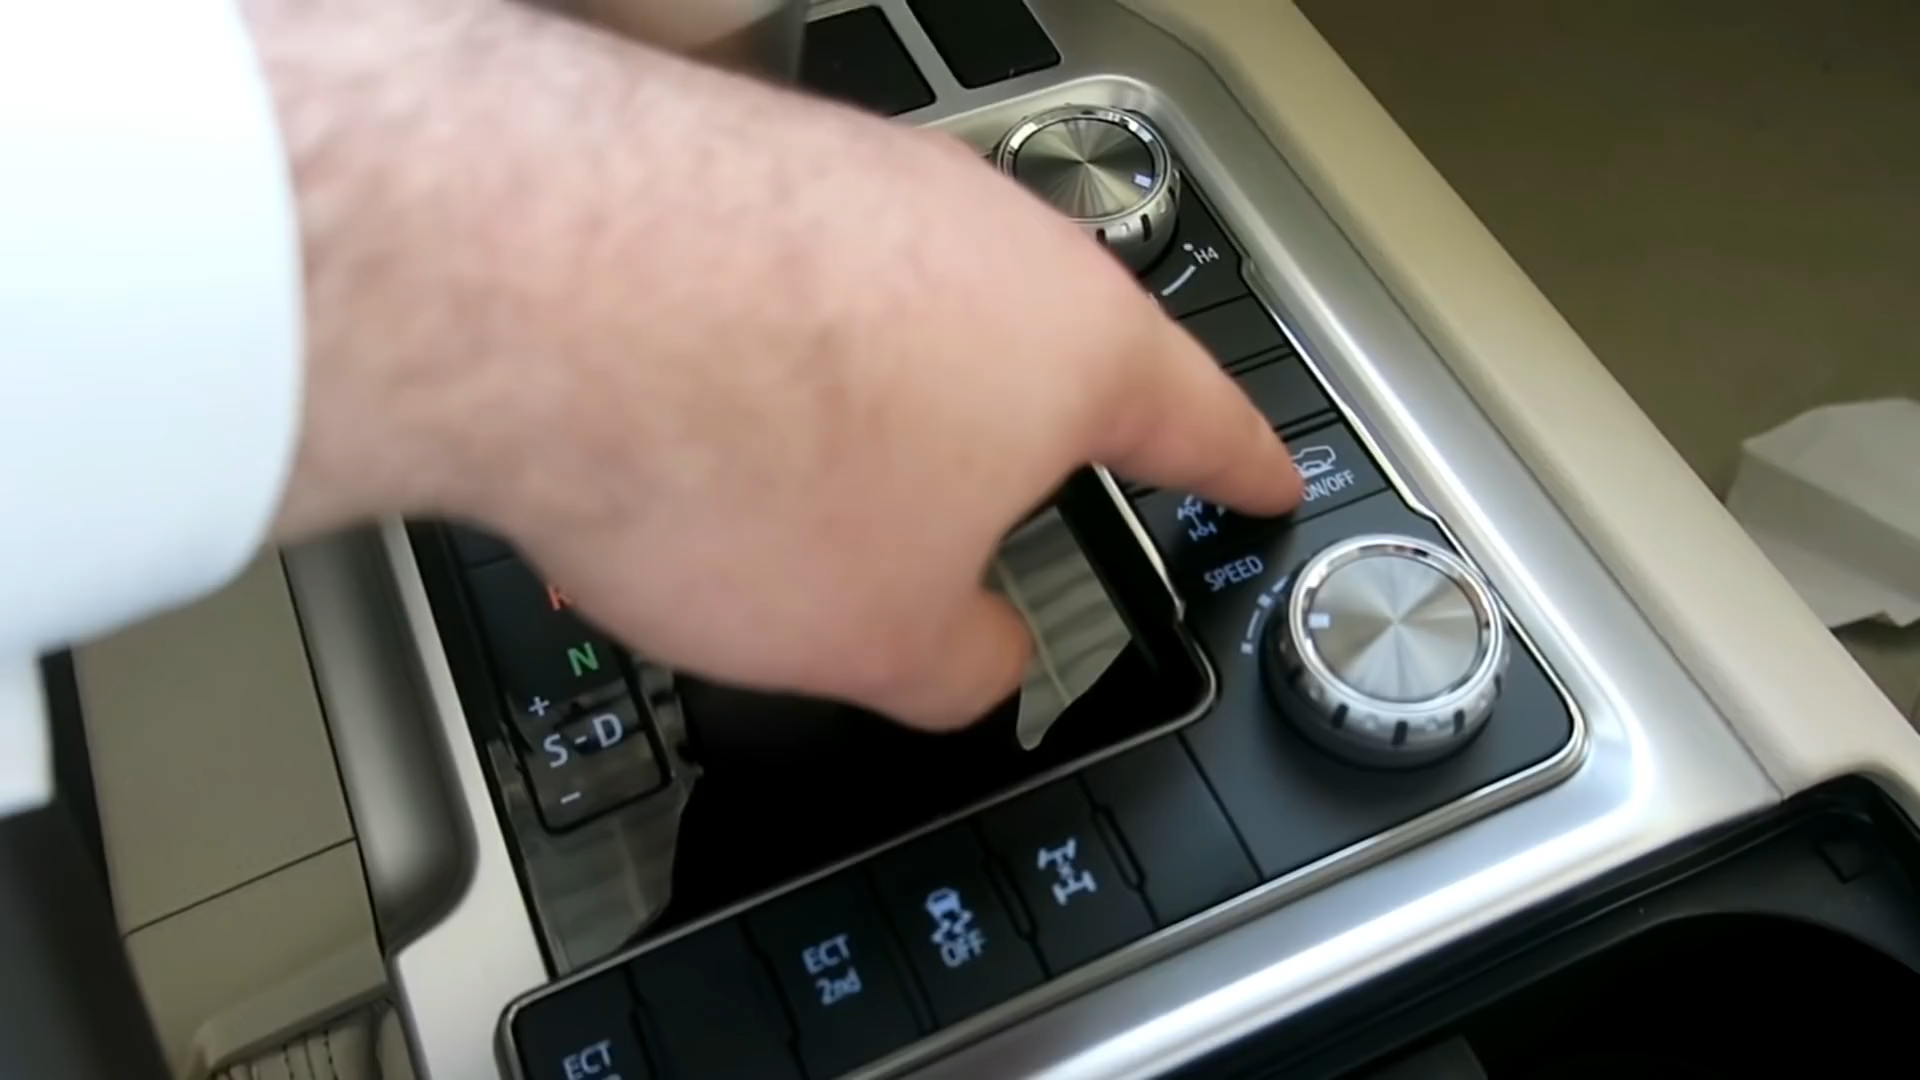 H4
ON/OFF
SPEED
R
N
+
S - D
−
OFF
ECT
2nd
ECT